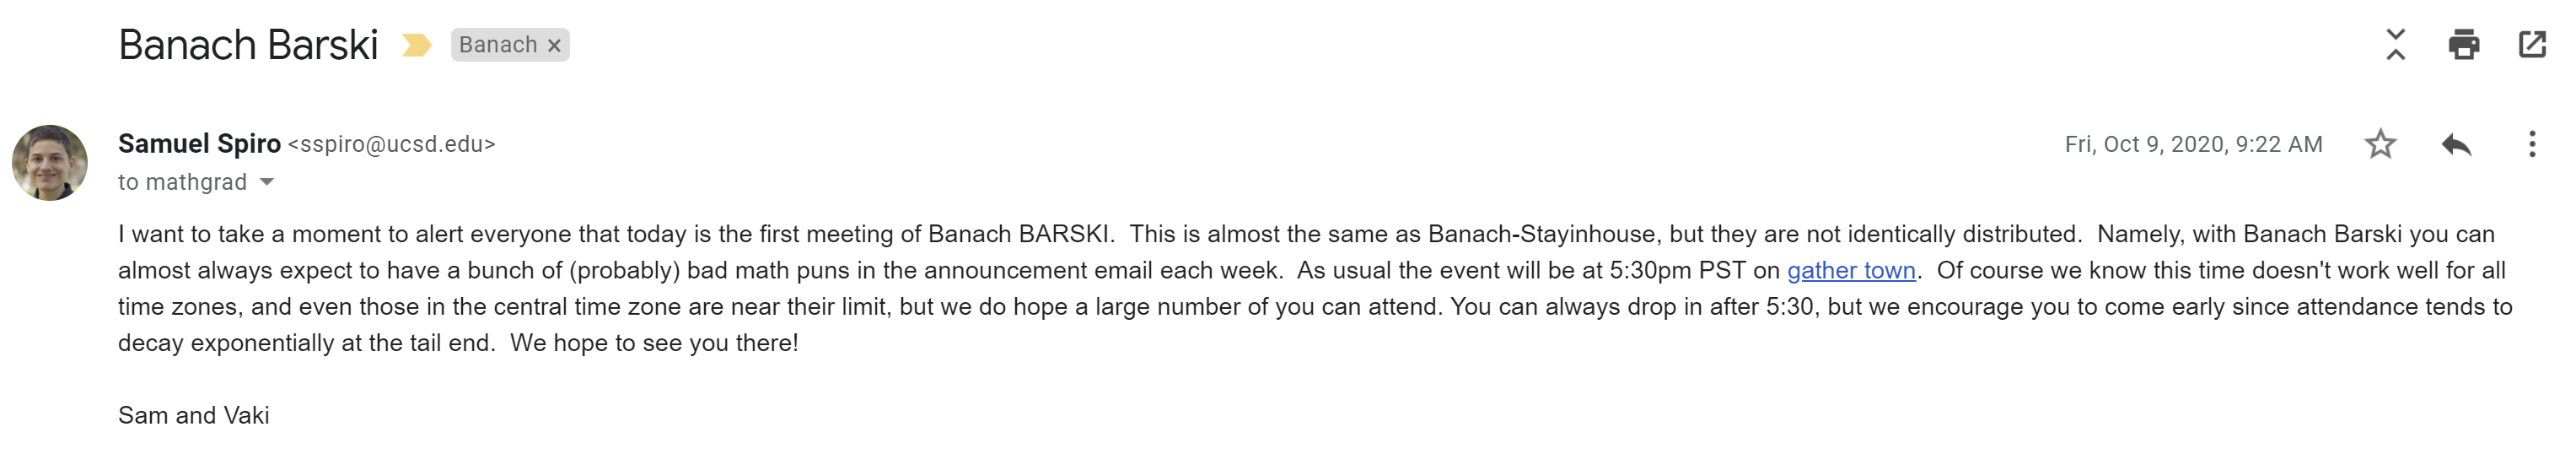 Banach Barski Banach ×
Samuel Spiro <sspiro@ucsd.edu> Fri, Oct 9, 2020, 9:22 AM
to mathgrad
I want to take a moment to alert everyone that today is the first meeting of Banach BARSKI.  This is almost the same as Banach-Stayinhouse, but they are not identically distributed.  Namely, with Banach Barski you can
almost always expect to have a bunch of (probably) bad math puns in the announcement email each week.  As usual the event will be at 5:30pm PST on gather town.  Of course we know this time doesn't work well for all
time zones, and even those in the central time zone are near their limit, but we do hope a large number of you can attend. You can always drop in after 5:30, but we encourage you to come early since attendance tends to
decay exponentially at the tail end.  We hope to see you there!
Sam and Vaki